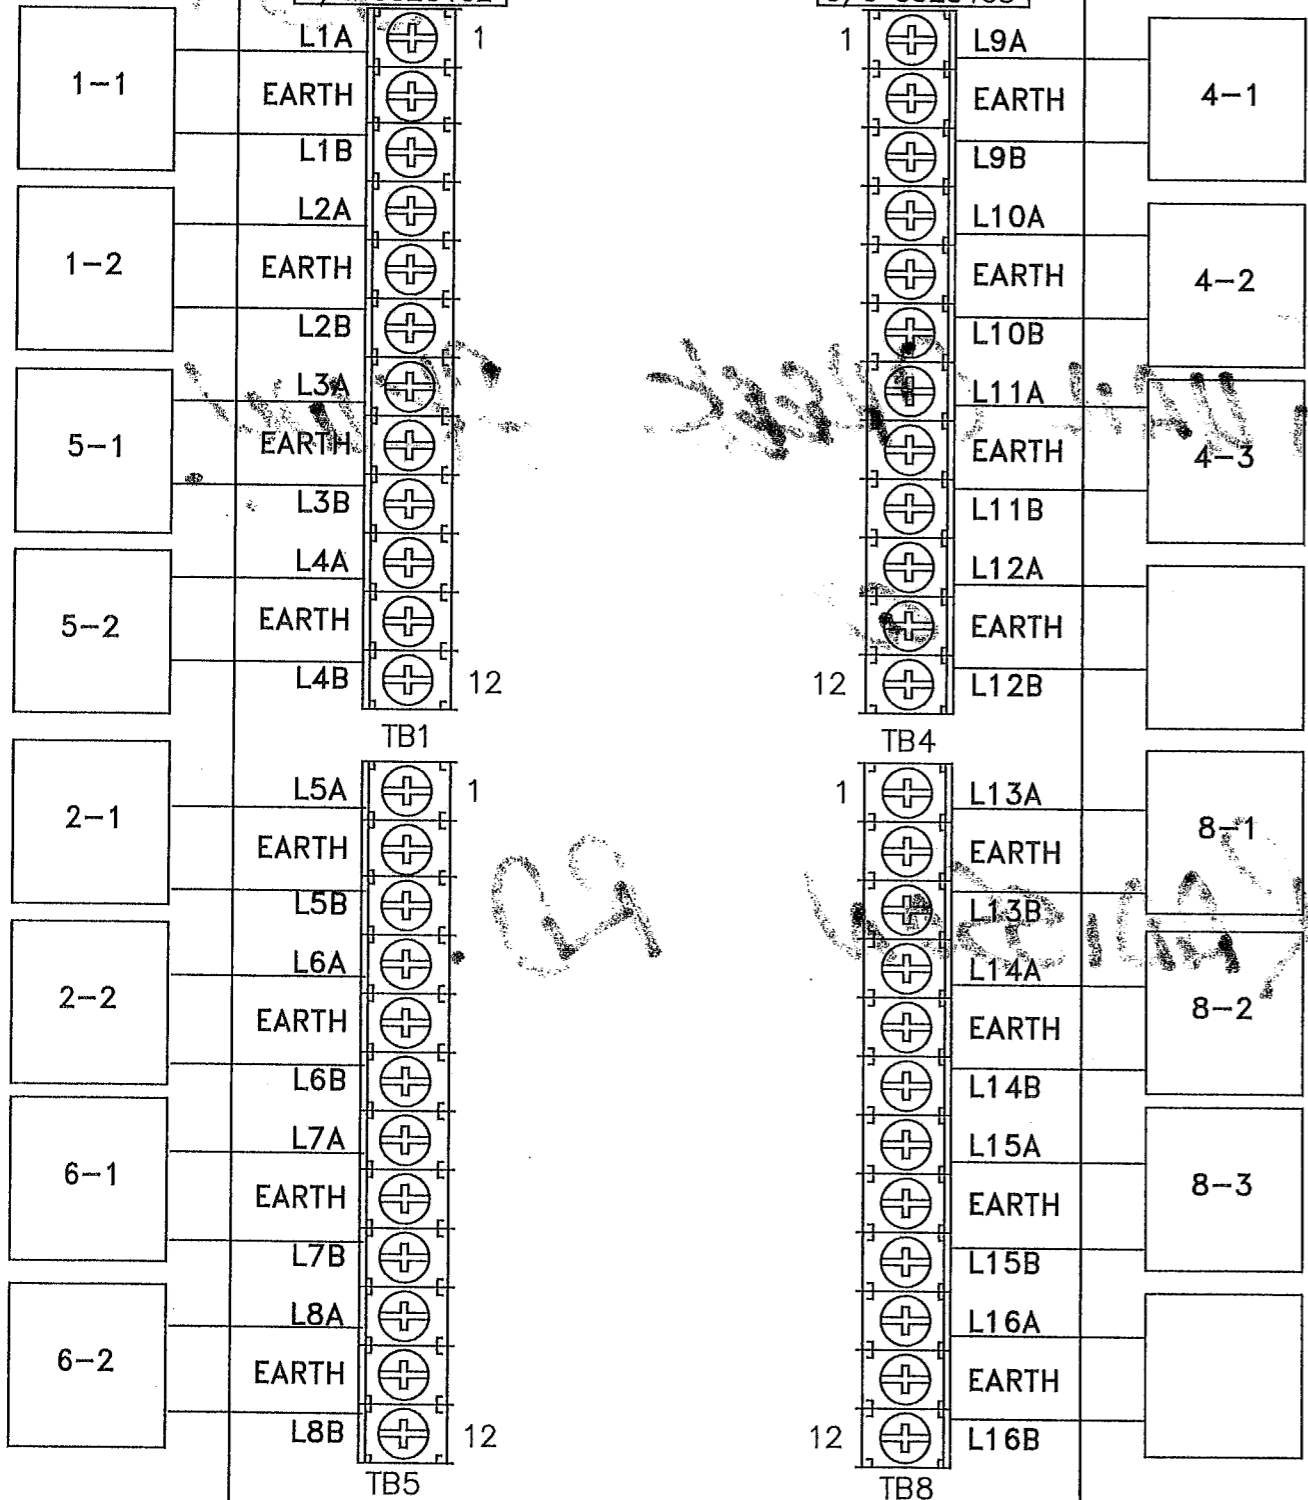 L1A 1
1-1
EARTH
L1B
L2A
1-2
EARTH
L2B
L3A
5-1
EARTH
L3B
L4A
5-2
EARTH
L4B 12
TB1
L5A 1
2-1
EARTH
L5B
L6A
2-2
EARTH
L6B
L7A
6-1
EARTH
L7B
L8A
6-2
EARTH
L8B 12
TB5
1 L9A
EARTH 4-1
L9B
L10A
EARTH 4-2
L10B
L11A
EARTH 4-3
L11B
L12A
EARTH
12 L12B
TB4
1 L13A
EARTH 8-1
L13B
L14A
EARTH 8-2
L14B
L15A
EARTH 8-3
L15B
L16A
EARTH
12 L16B
TB8